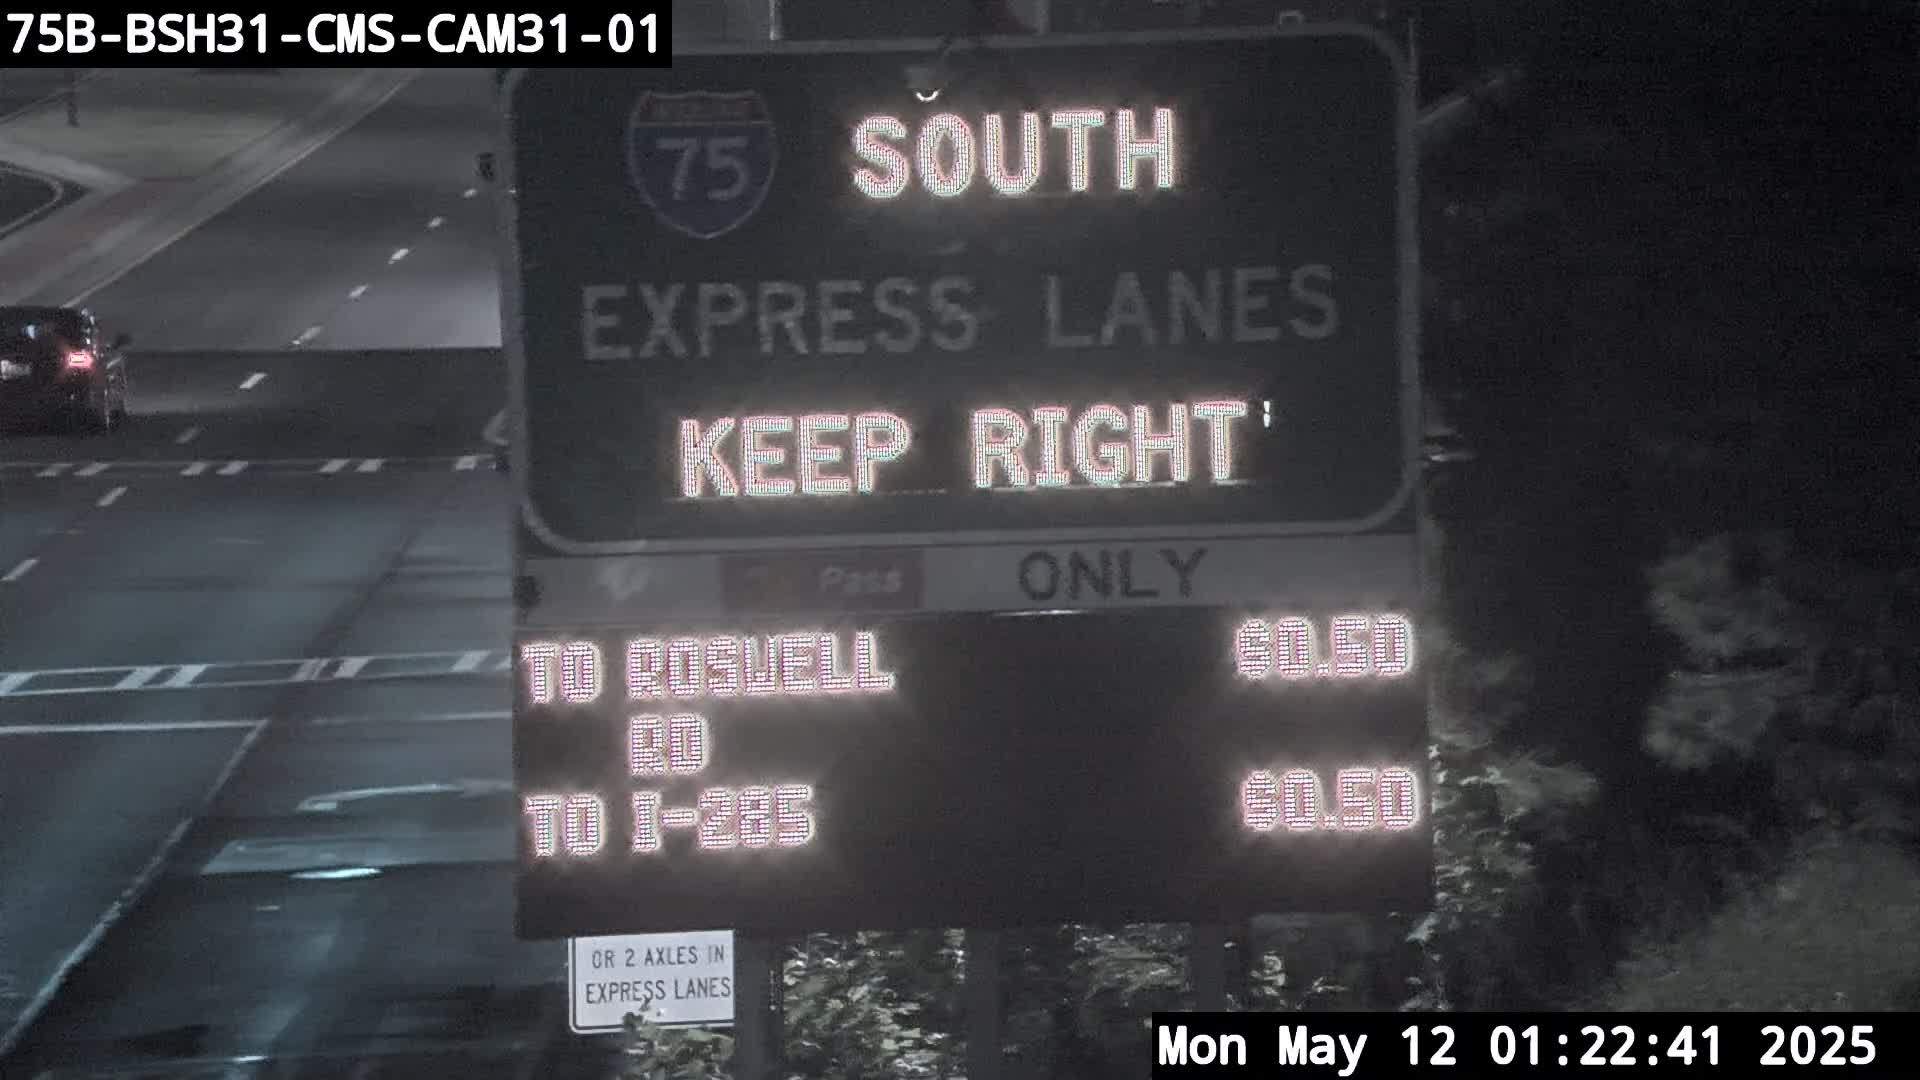 75B-BSH31-CMS-CAM31-01
75
SOUTH
EXPRESS LANES
KEEP RIGHT
Pass ONLY
TO ROSWELL $0.50
RD
TO I-285 $0.50
OR 2 AXLES IN
EXPRESS LANES
Mon May 12 01:22:41 2025